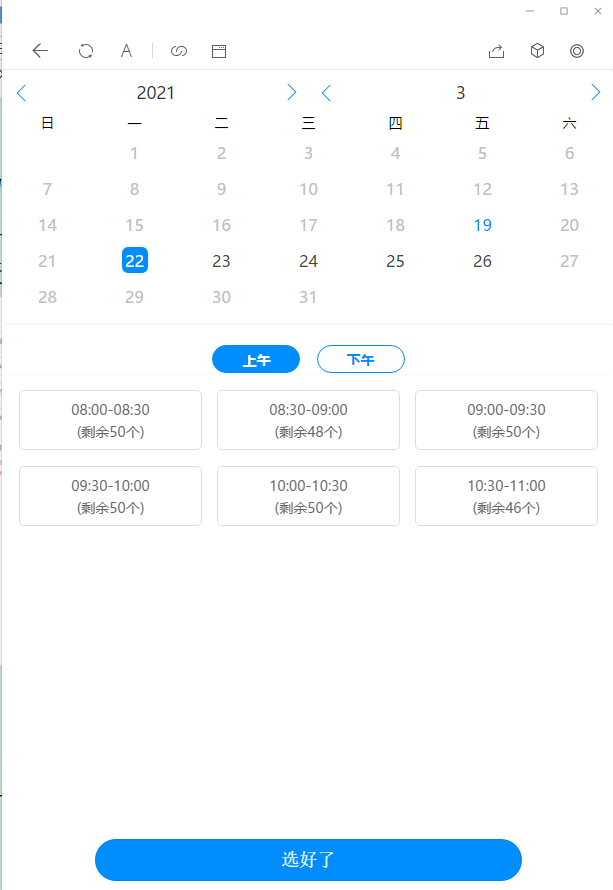 A
2021 3
日 一 二 三 四 五 六
1 2 3 4 5 6
7 8 9 10 11 12 13
14 15 16 17 18 19 20
21 22 23 24 25 26 27
28 29 30 31
上午 下午
08:00-08:30 08:30-09:00 09:00-09:30
(剩余50个) (剩余48个) (剩余50个)
09:30-10:00 10:00-10:30 10:30-11:00
(剩余50个) (剩余50个) (剩余46个)
选好了